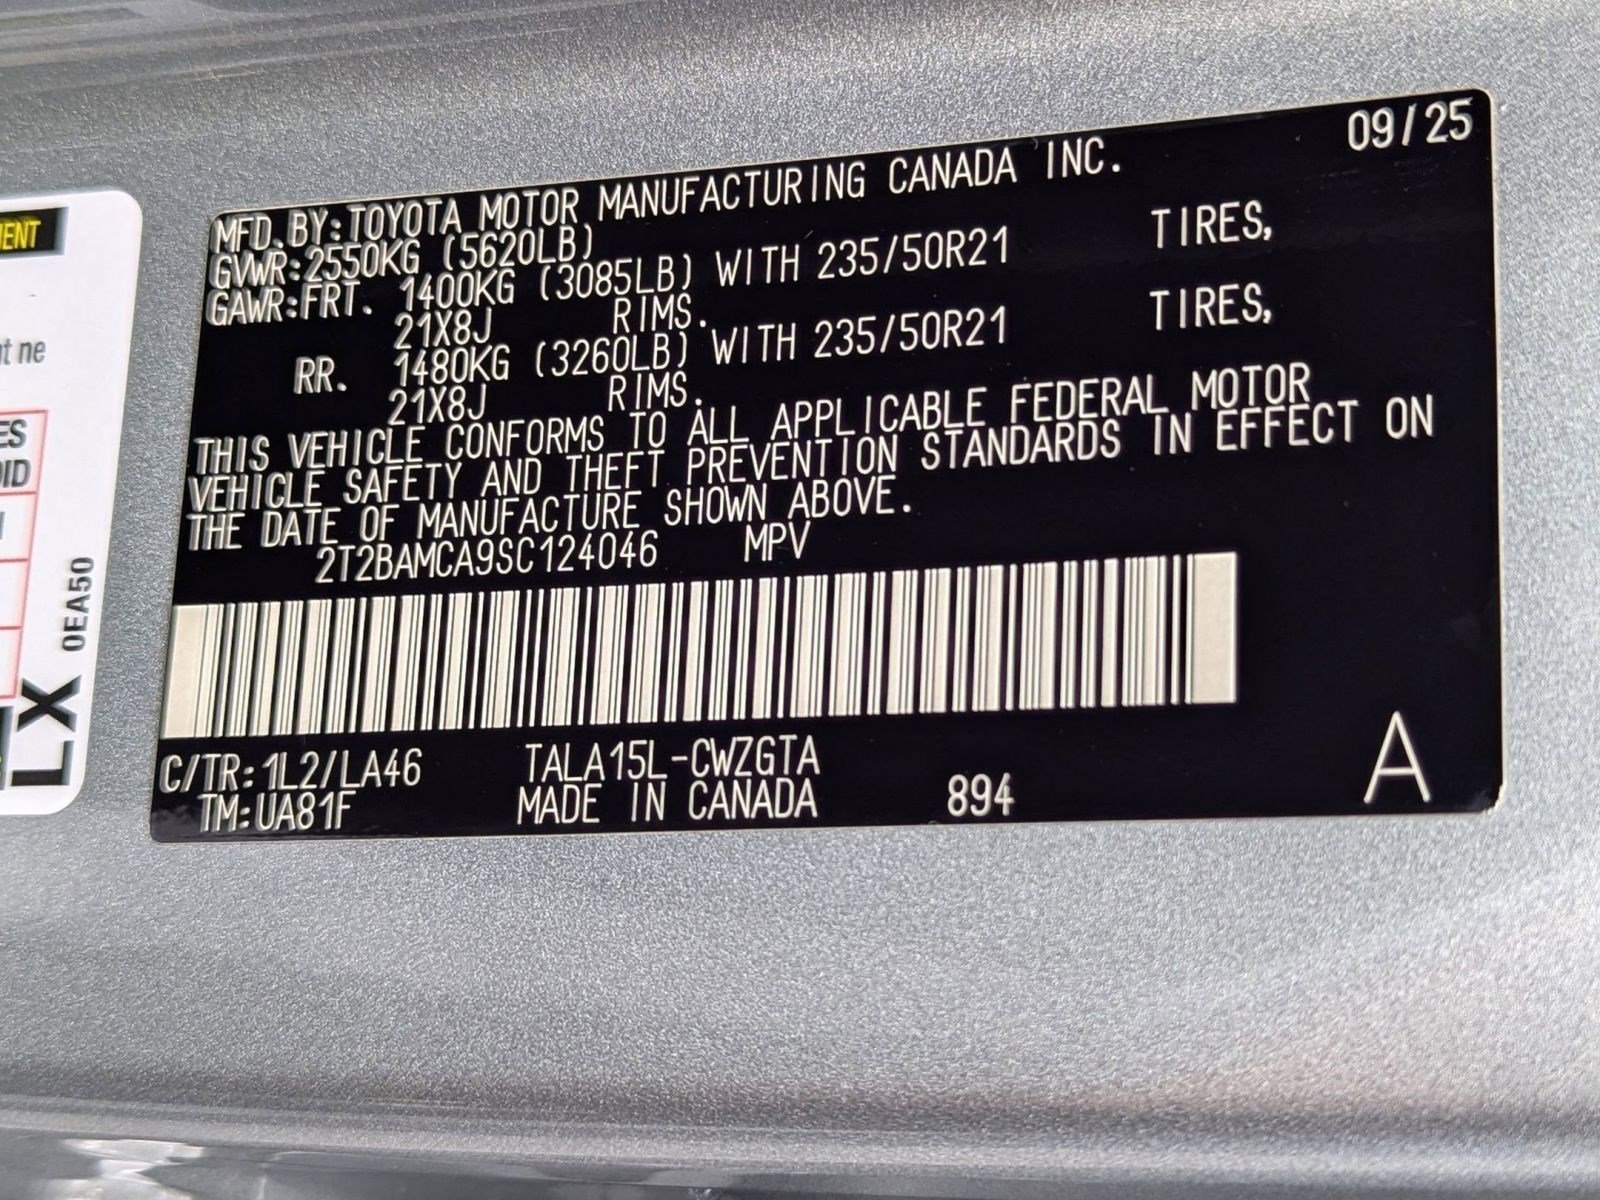 MFD.BY:TOYOTA MOTOR MANUFACTURING CANADA INC. 09/25
GVWR:2550KG (5620LB)
GAWR:FRT. 1400KG (3085LB) WITH 235/50R21 TIRES,
21X8J RIMS.
RR. 1480KG (3260LB) WITH 235/50R21 TIRES,
21X8J RIMS.
THIS VEHICLE CONFORMS TO ALL APPLICABLE FEDERAL MOTOR
VEHICLE SAFETY AND THEFT PREVENTION STANDARDS IN EFFECT ON
THE DATE OF MANUFACTURE SHOWN ABOVE.
2T2BAMCA9SC124046 MPV
C/TR:1L2/LA46 TALA15L-CWZGTA
TM:UA81F MADE IN CANADA 894 A
ne
0EA50
LX